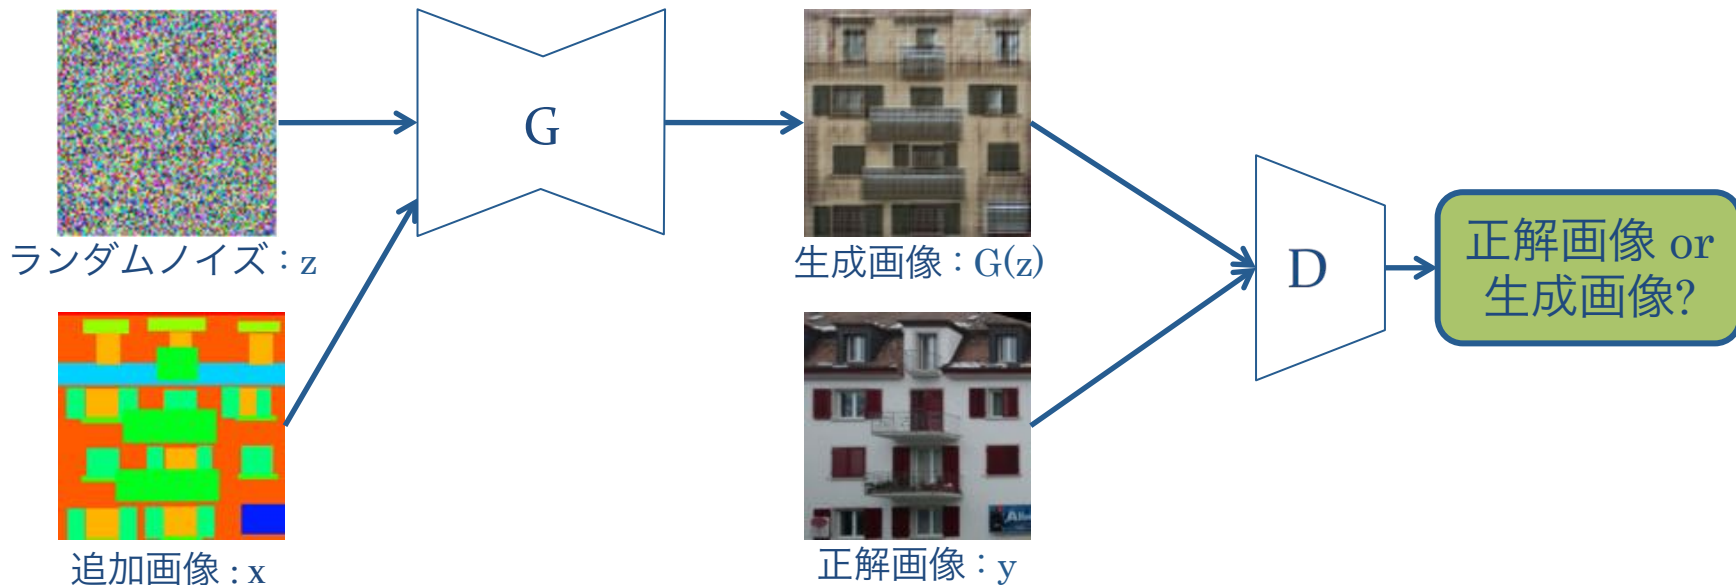 G
ランダムノイズ：z
生成画像：G(z)
D
正解画像 or
生成画像?
追加画像 : x
正解画像：y